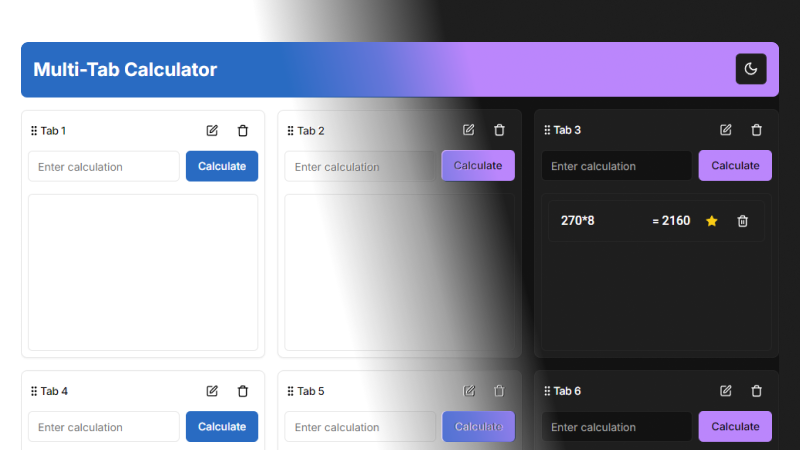 Multi-Tab Calculator
Tab 1
Tab 2
Tab 3
Enter calculation
Calculate
Enter calculation
Calculate
Enter calculation
Calculate
270*8
= 2160
Tab 4
Tab 5
Tab 6
Enter calculation
Calculate
Enter calculation
Calculate
Enter calculation
Calculate